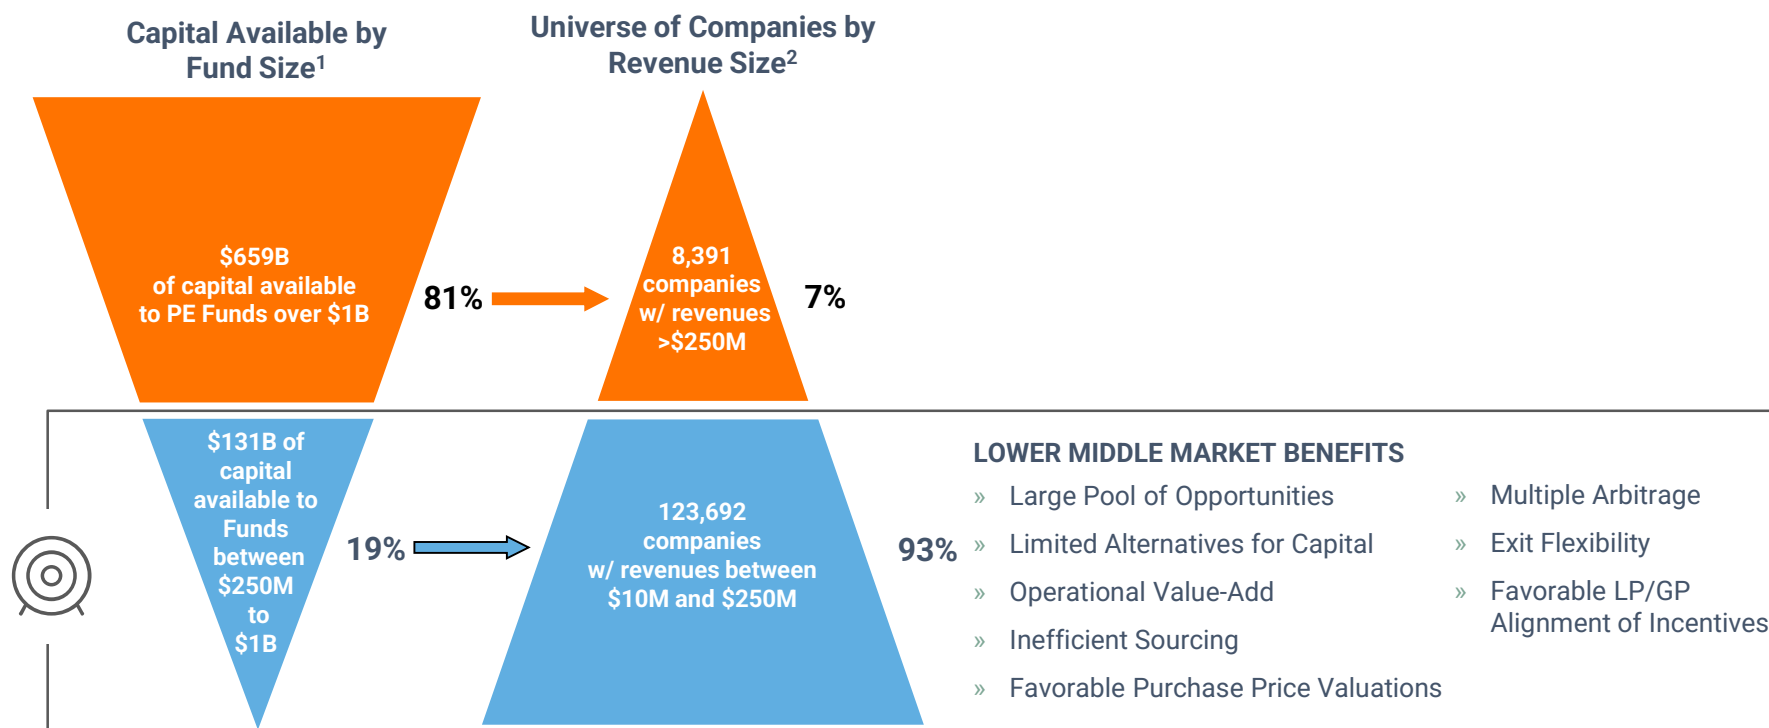 Capital Available by
Fund Size1
Universe of Companies by
Revenue Size2
$659B
of capital available
to PE Funds over $1B
81%
8,391
companies
w/ revenues
>$250M
7%
$131B of
capital
available to
Funds
between
$250M
to
$1B
19%
123,692
companies
w/ revenues between
$10M and $250M
93%
LOWER MIDDLE MARKET BENEFITS
» Large Pool of Opportunities
» Limited Alternatives for Capital
» Operational Value-Add
» Inefficient Sourcing
» Favorable Purchase Price Valuations
» Multiple Arbitrage
» Exit Flexibility
» Favorable LP/GP
Alignment of Incentives